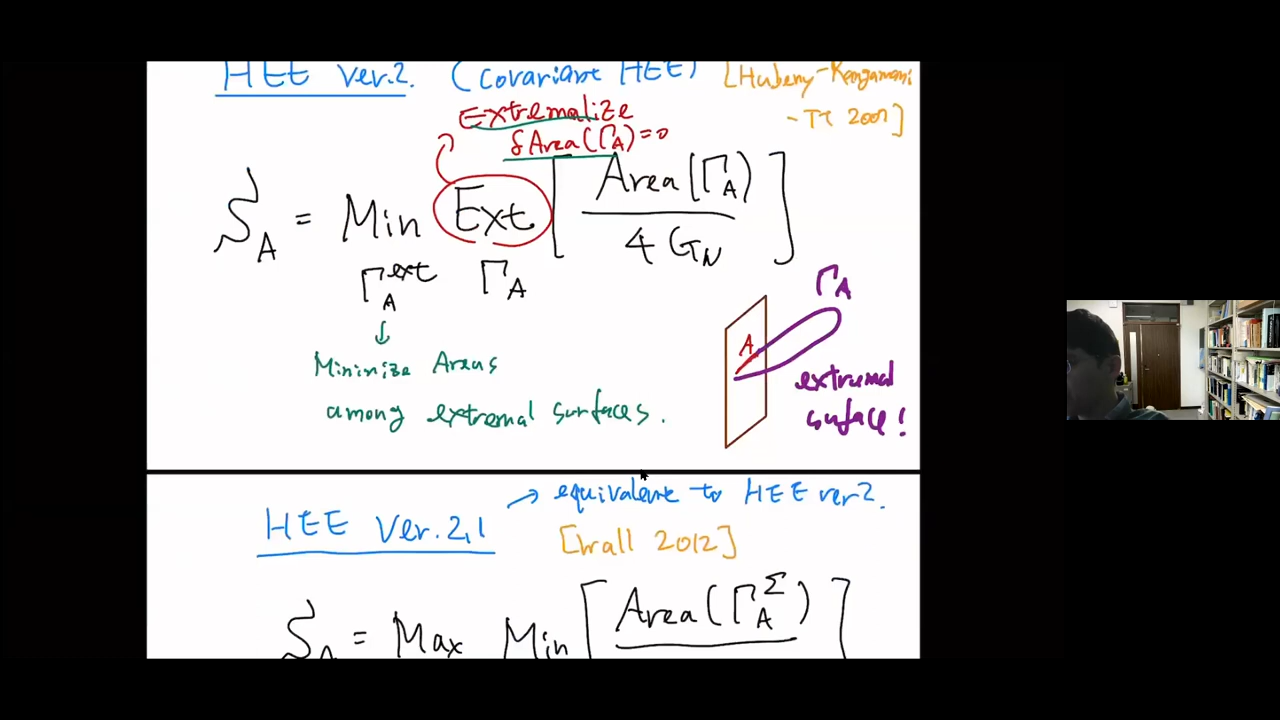 HEE ver.2. (Covariant HEE) [Hubeny-Rangamani
-TT 2007]
Extremalize
δArea(Γ_A)=0
S_A = Min Ext [ Area(Γ_A) / 4 G_N ]
Γ_A^ext Γ_A
Γ_A
A
Minimize Areas
among extremal surfaces.
extremal
surface!
→ equivalent to HEE ver2.
HEE ver.2.1
[Wall 2012]
S_A = Max Min [ Area(Γ_A^Σ) ]